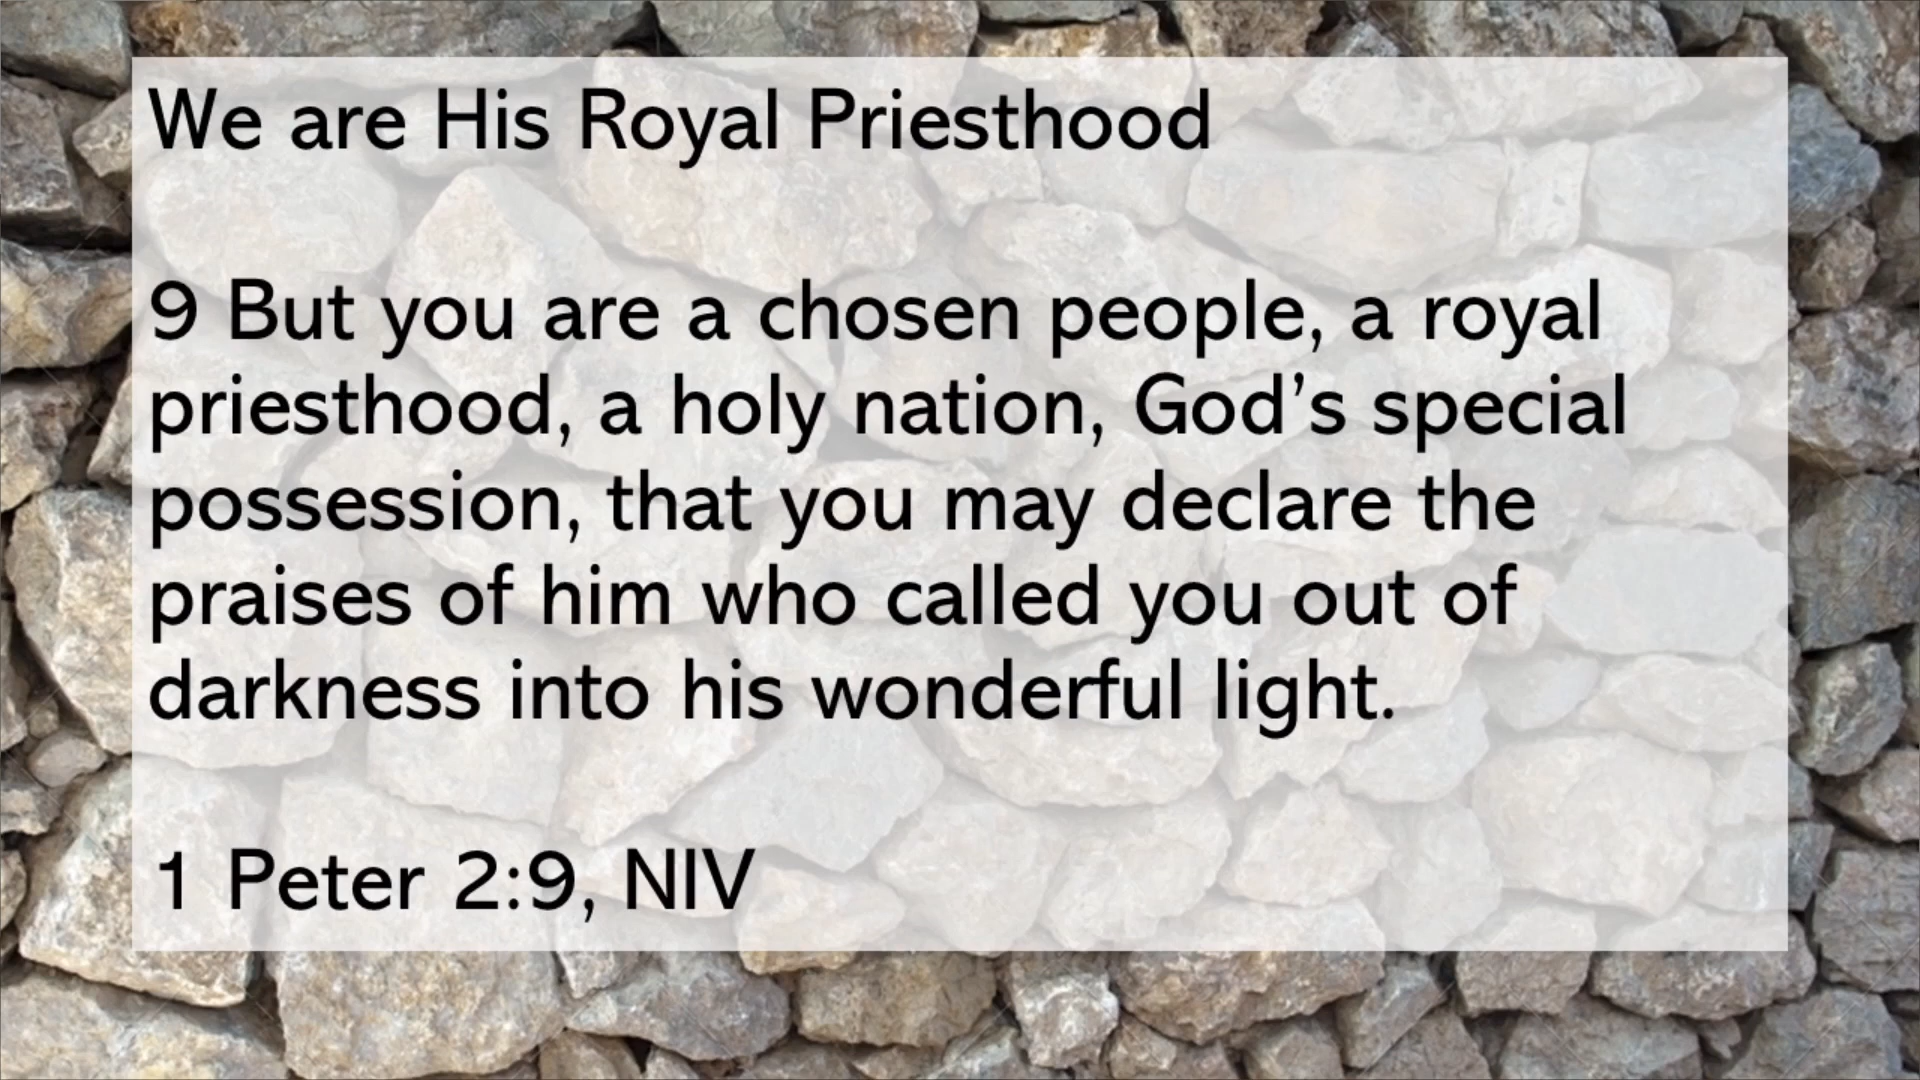 We are His Royal Priesthood
9 But you are a chosen people, a royal
priesthood, a holy nation, God’s special
possession, that you may declare the
praises of him who called you out of
darkness into his wonderful light.
1 Peter 2:9, NIV